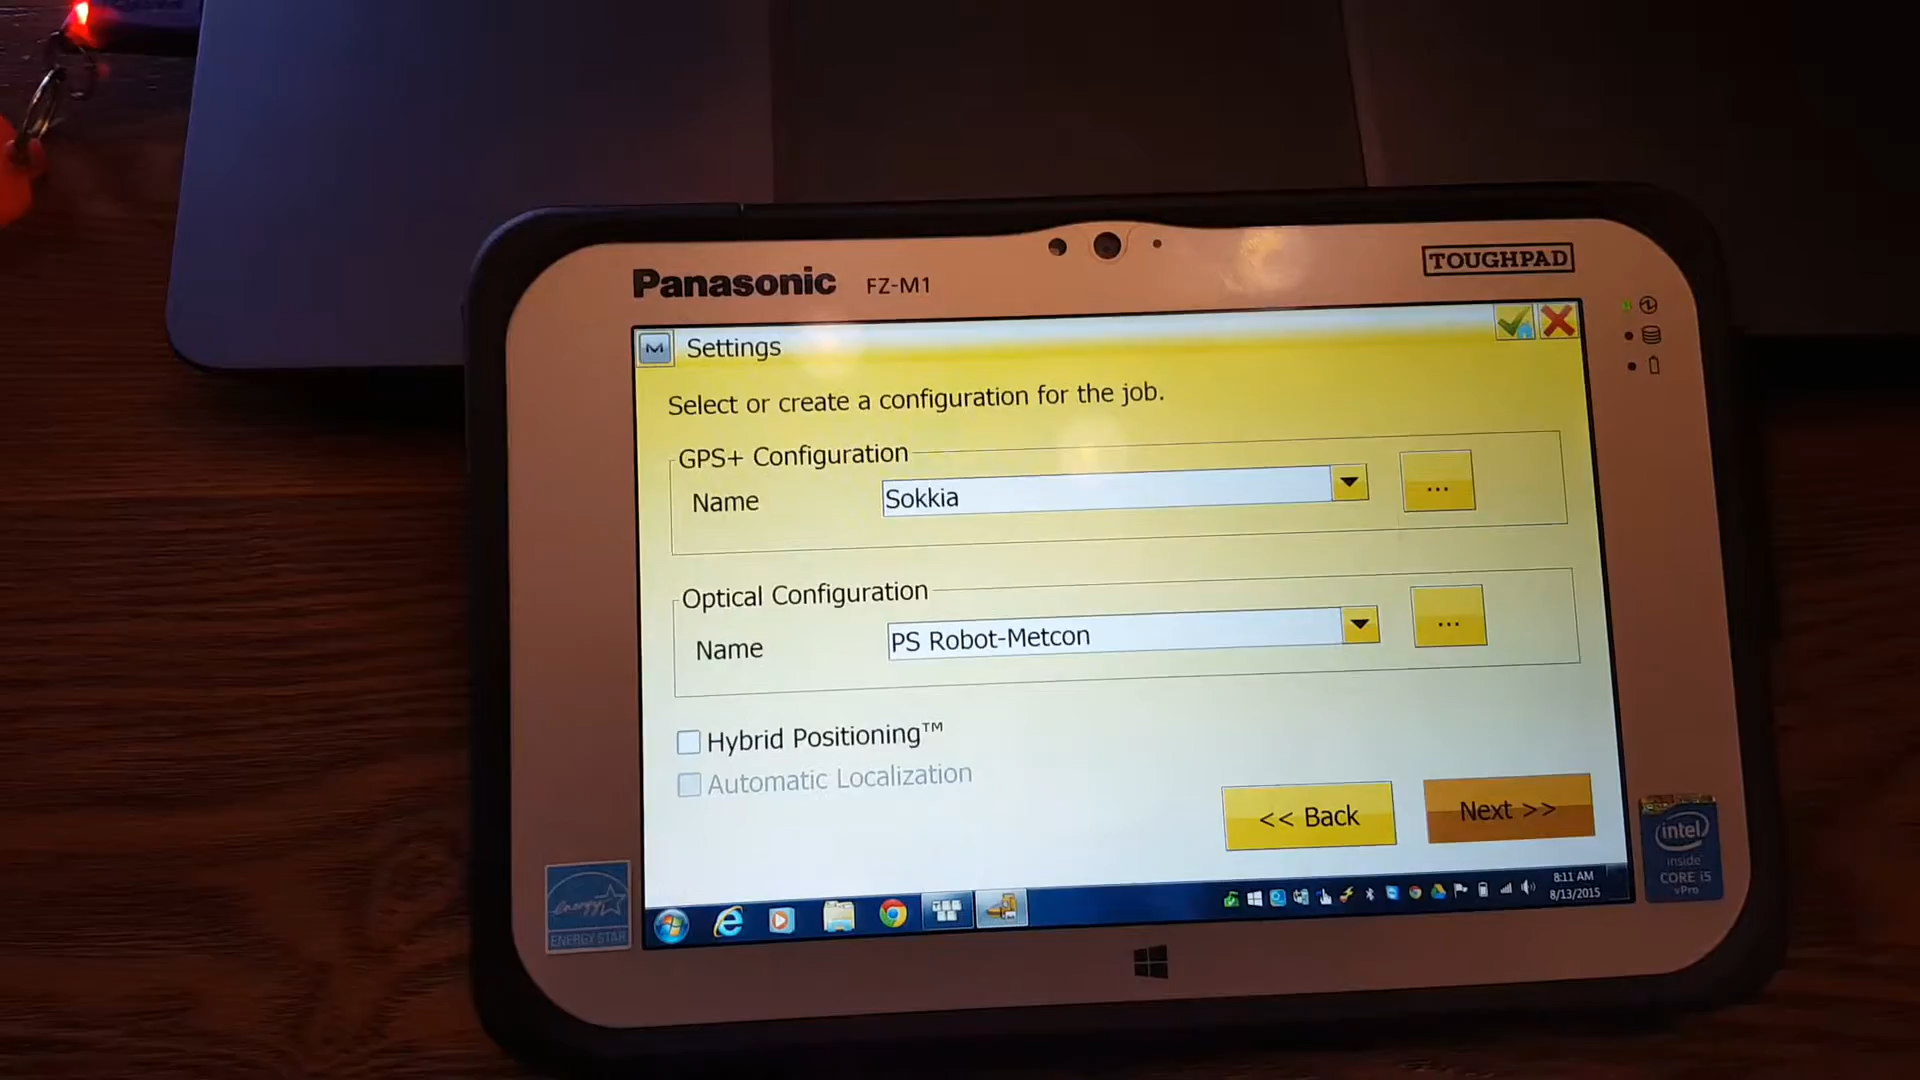 Panasonic FZ-M1
TOUGHPAD
Settings
Select or create a configuration for the job.
GPS+ Configuration
Name Sokkia ...
Optical Configuration
Name PS Robot-Metcon ...
Hybrid Positioning™
Automatic Localization
<< Back Next >>
intel
inside
CORE i5
vPro
energy
ENERGY STAR
8:11 AM
8/13/2015